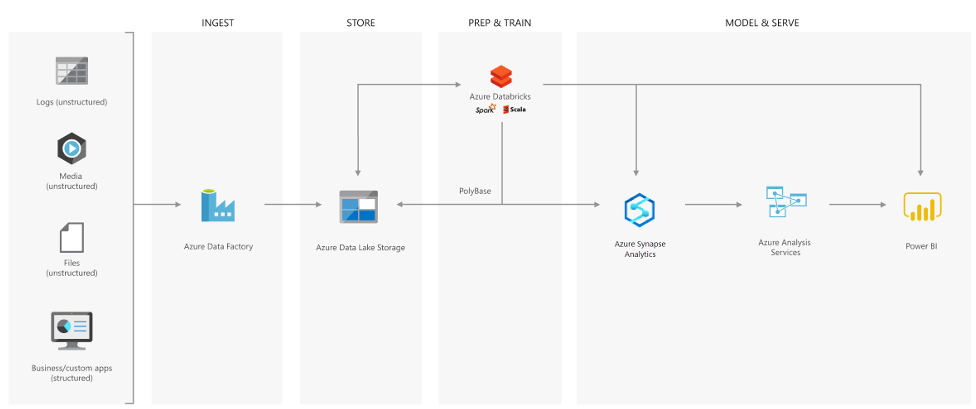 INGEST
STORE
PREP & TRAIN
MODEL & SERVE
Logs (unstructured)
Media
(unstructured)
Files
(unstructured)
Business/custom apps
(structured)
Azure Data Factory
Azure Data Lake Storage
Azure Databricks
Spark
Scala
PolyBase
Azure Synapse
Analytics
Azure Analysis
Services
Power BI